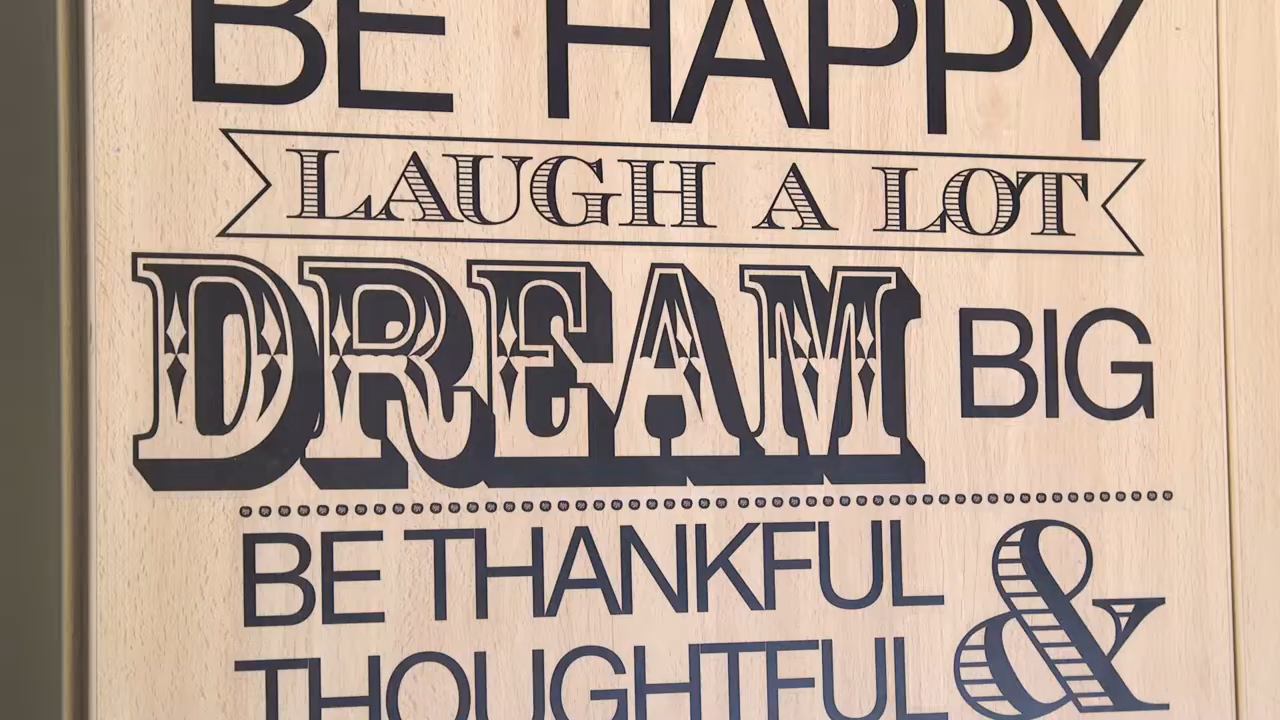 BE HAPPY
LAUGH A LOT
DREAM BIG
BE THANKFUL &
THOUGHTFUL